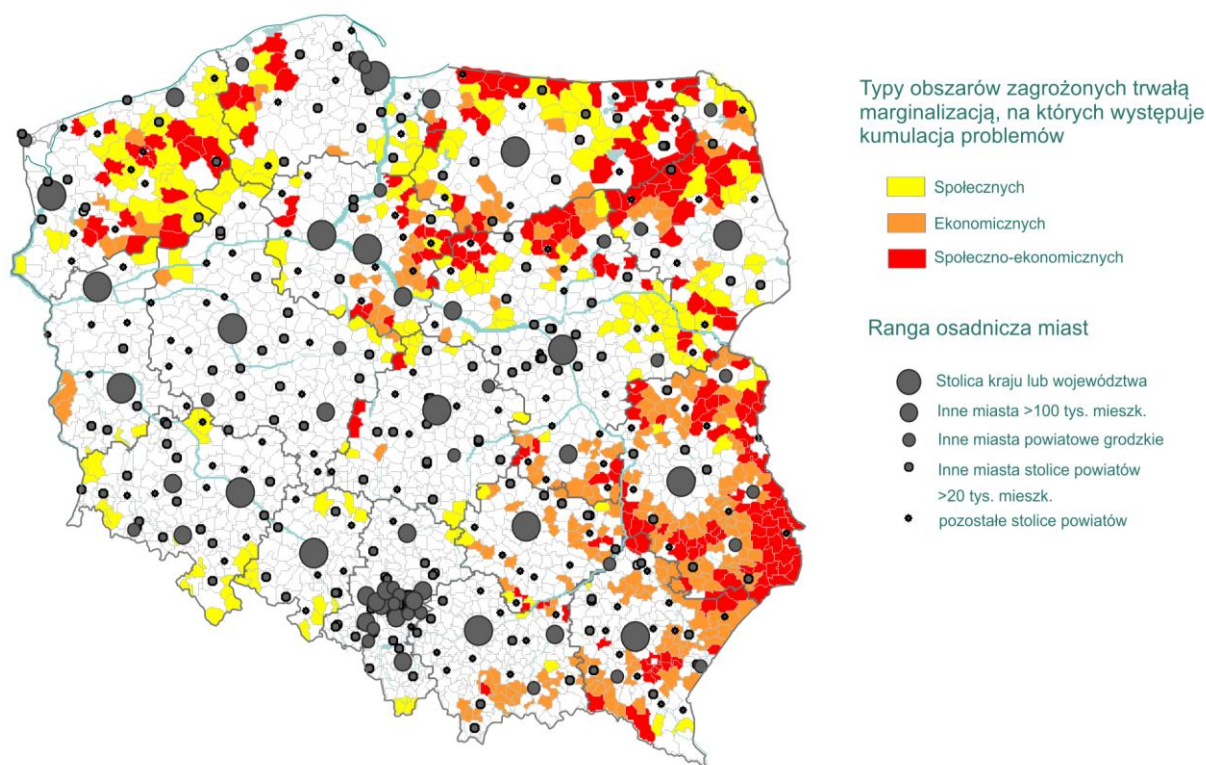 Typy obszarów zagrożonych trwałą
marginalizacją, na których występuje
kumulacja problemów
Społecznych
Ekonomicznych
Społeczno-ekonomicznych
Ranga osadnicza miast
Stolica kraju lub województwa
Inne miasta >100 tys. mieszk.
Inne miasta powiatowe grodzkie
Inne miasta stolice powiatów
>20 tys. mieszk.
pozostałe stolice powiatów